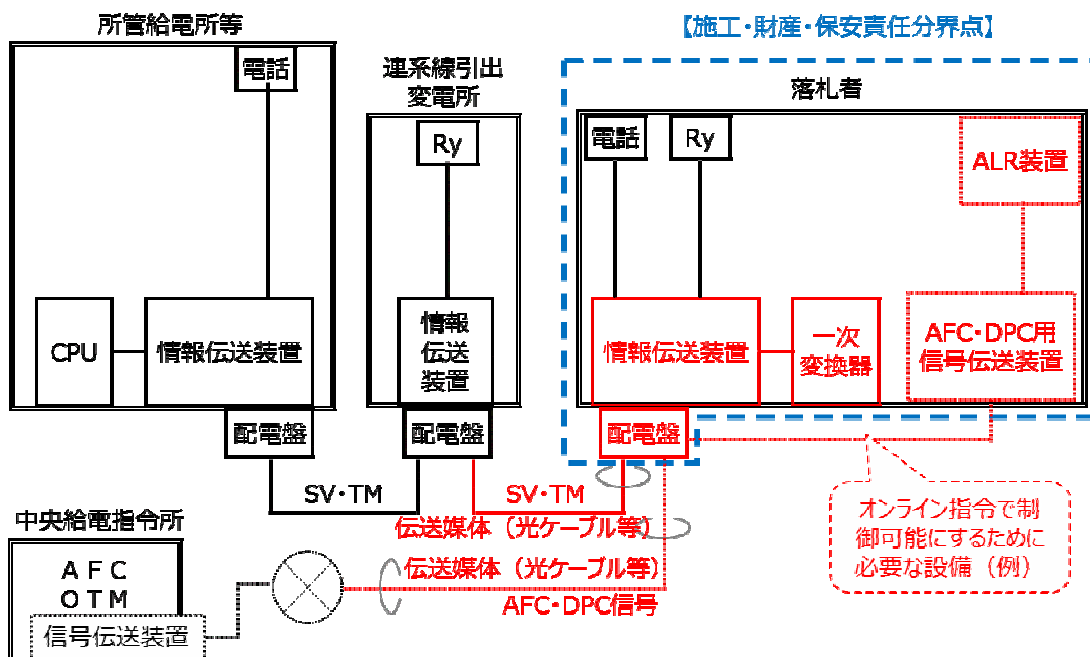 所管給電所等
電話
CPU
情報伝送装置
配電盤
連系線引出
変電所
Ry
情報
伝送
装置
配電盤
【施工・財産・保安責任分界点】
落札者
電話
Ry
ALR装置
情報伝送装置
一次
変換器
AFC・DPC用
信号伝送装置
配電盤
SV・TM
SV・TM
伝送媒体（光ケーブル等）
伝送媒体（光ケーブル等）
AFC・DPC信号
オンライン指令で制
御可能にするために
必要な設備（例）
中央給電指令所
ＡＦＣ
ＯＴＭ
信号伝送装置